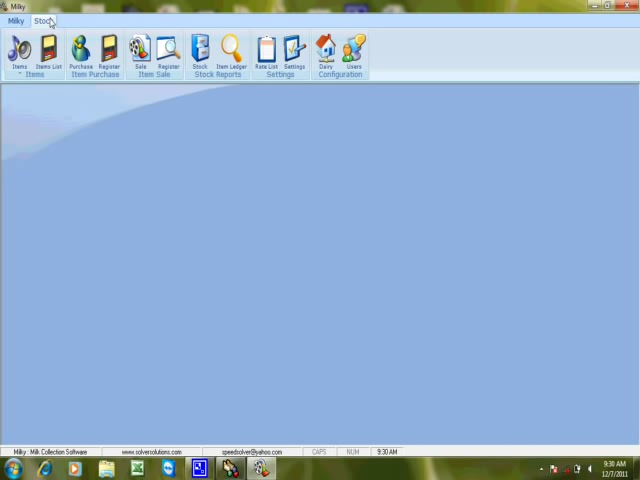 Milky
Milky Stock
Items Items List Purchase Register Sale Register Stock Item Ledger Rate List Settings Dairy Users
Items Item Purchase Item Sale Stock Reports Settings Configuration
Milky : Milk Collection Software www.solversolutions.com speedsolver@yahoo.com CAPS NUM 9:30 AM
9:30 AM
12/7/2011